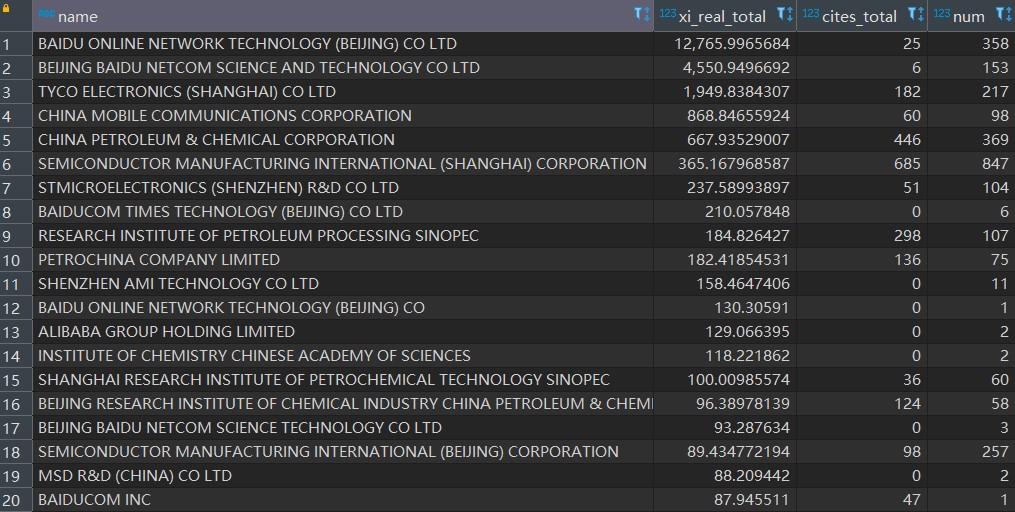 ABC name 123 xi_real_total 123 cites_total 123 num
1 BAIDU ONLINE NETWORK TECHNOLOGY (BEIJING) CO LTD 12,765.9965684 25 358
2 BEIJING BAIDU NETCOM SCIENCE AND TECHNOLOGY CO LTD 4,550.9496692 6 153
3 TYCO ELECTRONICS (SHANGHAI) CO LTD 1,949.8384307 182 217
4 CHINA MOBILE COMMUNICATIONS CORPORATION 868.84655924 60 98
5 CHINA PETROLEUM & CHEMICAL CORPORATION 667.93529007 446 369
6 SEMICONDUCTOR MANUFACTURING INTERNATIONAL (SHANGHAI) CORPORATION 365.167968587 685 847
7 STMICROELECTRONICS (SHENZHEN) R&D CO LTD 237.58993897 51 104
8 BAIDUCOM TIMES TECHNOLOGY (BEIJING) CO LTD 210.057848 0 6
9 RESEARCH INSTITUTE OF PETROLEUM PROCESSING SINOPEC 184.826427 298 107
10 PETROCHINA COMPANY LIMITED 182.41854531 136 75
11 SHENZHEN AMI TECHNOLOGY CO LTD 158.4647406 0 11
12 BAIDU ONLINE NETWORK TECHNOLOGY (BEIJING) CO 130.30591 0 1
13 ALIBABA GROUP HOLDING LIMITED 129.066395 0 2
14 INSTITUTE OF CHEMISTRY CHINESE ACADEMY OF SCIENCES 118.221862 0 2
15 SHANGHAI RESEARCH INSTITUTE OF PETROCHEMICAL TECHNOLOGY SINOPEC 100.00985574 36 60
16 BEIJING RESEARCH INSTITUTE OF CHEMICAL INDUSTRY CHINA PETROLEUM & CHEMI 96.38978139 124 58
17 BEIJING BAIDU NETCOM SCIENCE TECHNOLOGY CO LTD 93.287634 0 3
18 SEMICONDUCTOR MANUFACTURING INTERNATIONAL (BEIJING) CORPORATION 89.434772194 98 257
19 MSD R&D (CHINA) CO LTD 88.209442 0 2
20 BAIDUCOM INC 87.945511 47 1